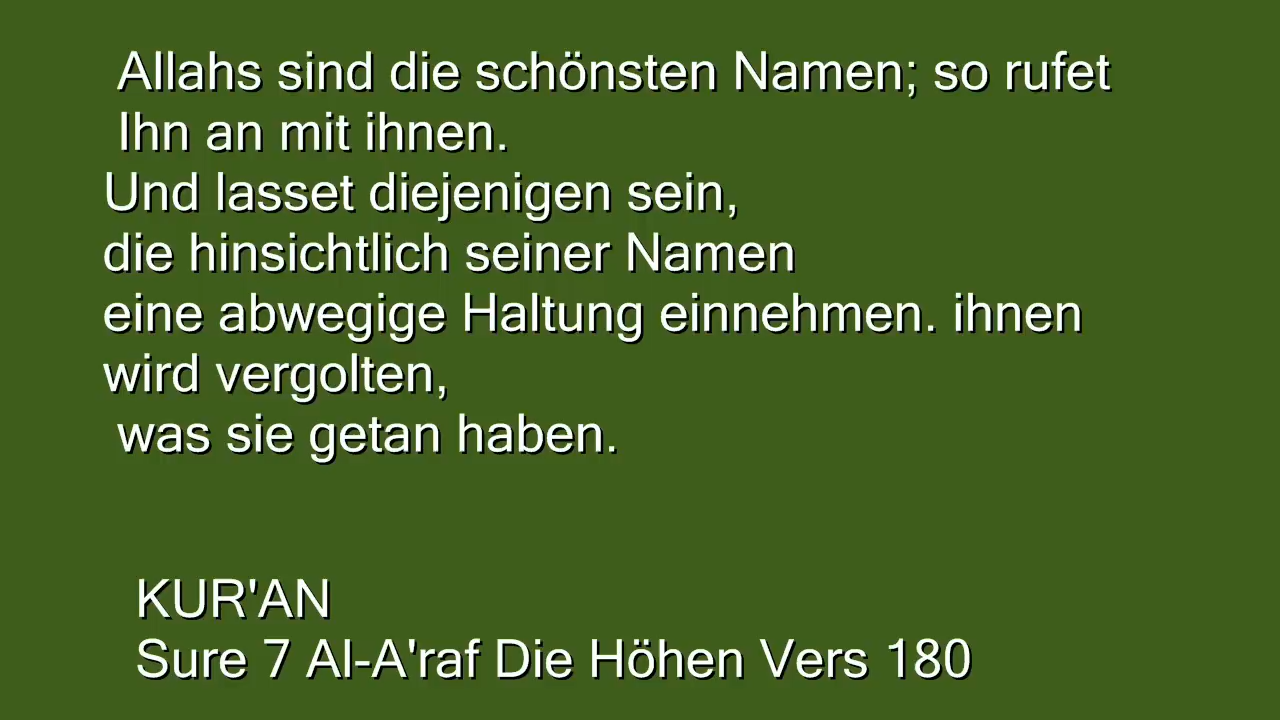 Allahs sind die schönsten Namen; so rufet
Ihn an mit ihnen.
Und lasset diejenigen sein,
die hinsichtlich seiner Namen
eine abwegige Haltung einnehmen. ihnen
wird vergolten,
was sie getan haben.
KUR'AN
Sure 7 Al-A'raf Die Höhen Vers 180